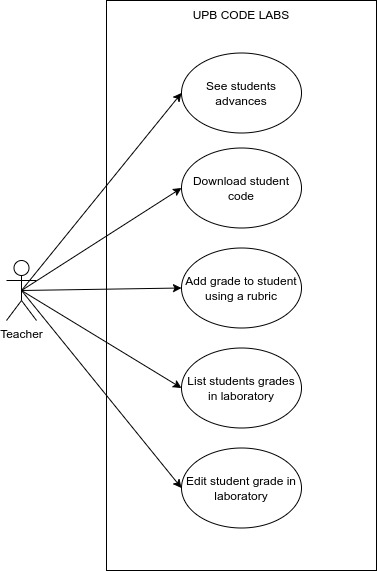 UPB CODE LABS
See students
advances
Download student
code
Add grade to student
using a rubric
Teacher
List students grades
in laboratory
Edit student grade in
laboratory